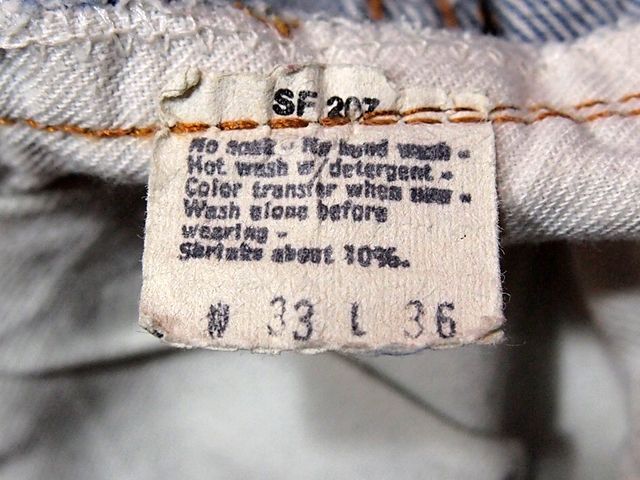 SF 207
No soak - No hand wash -
Hot wash w/ detergent -
Color transfer when new -
Wash alone before
wearing -
Shrinks about 10%.
W 33 L 36